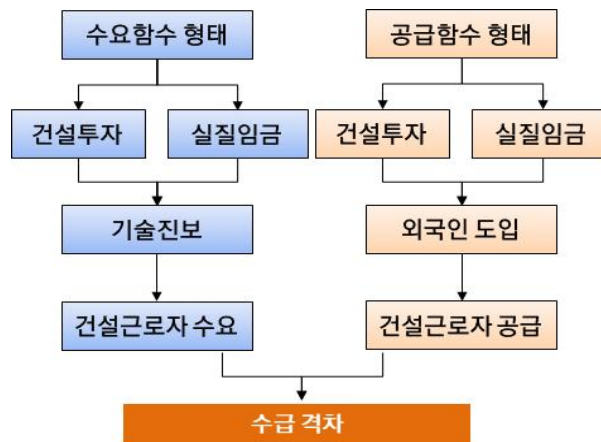 수요함수 형태
공급함수 형태
건설투자
실질임금
건설투자
실질임금
기술진보
외국인 도입
건설근로자 수요
건설근로자 공급
수급 격차